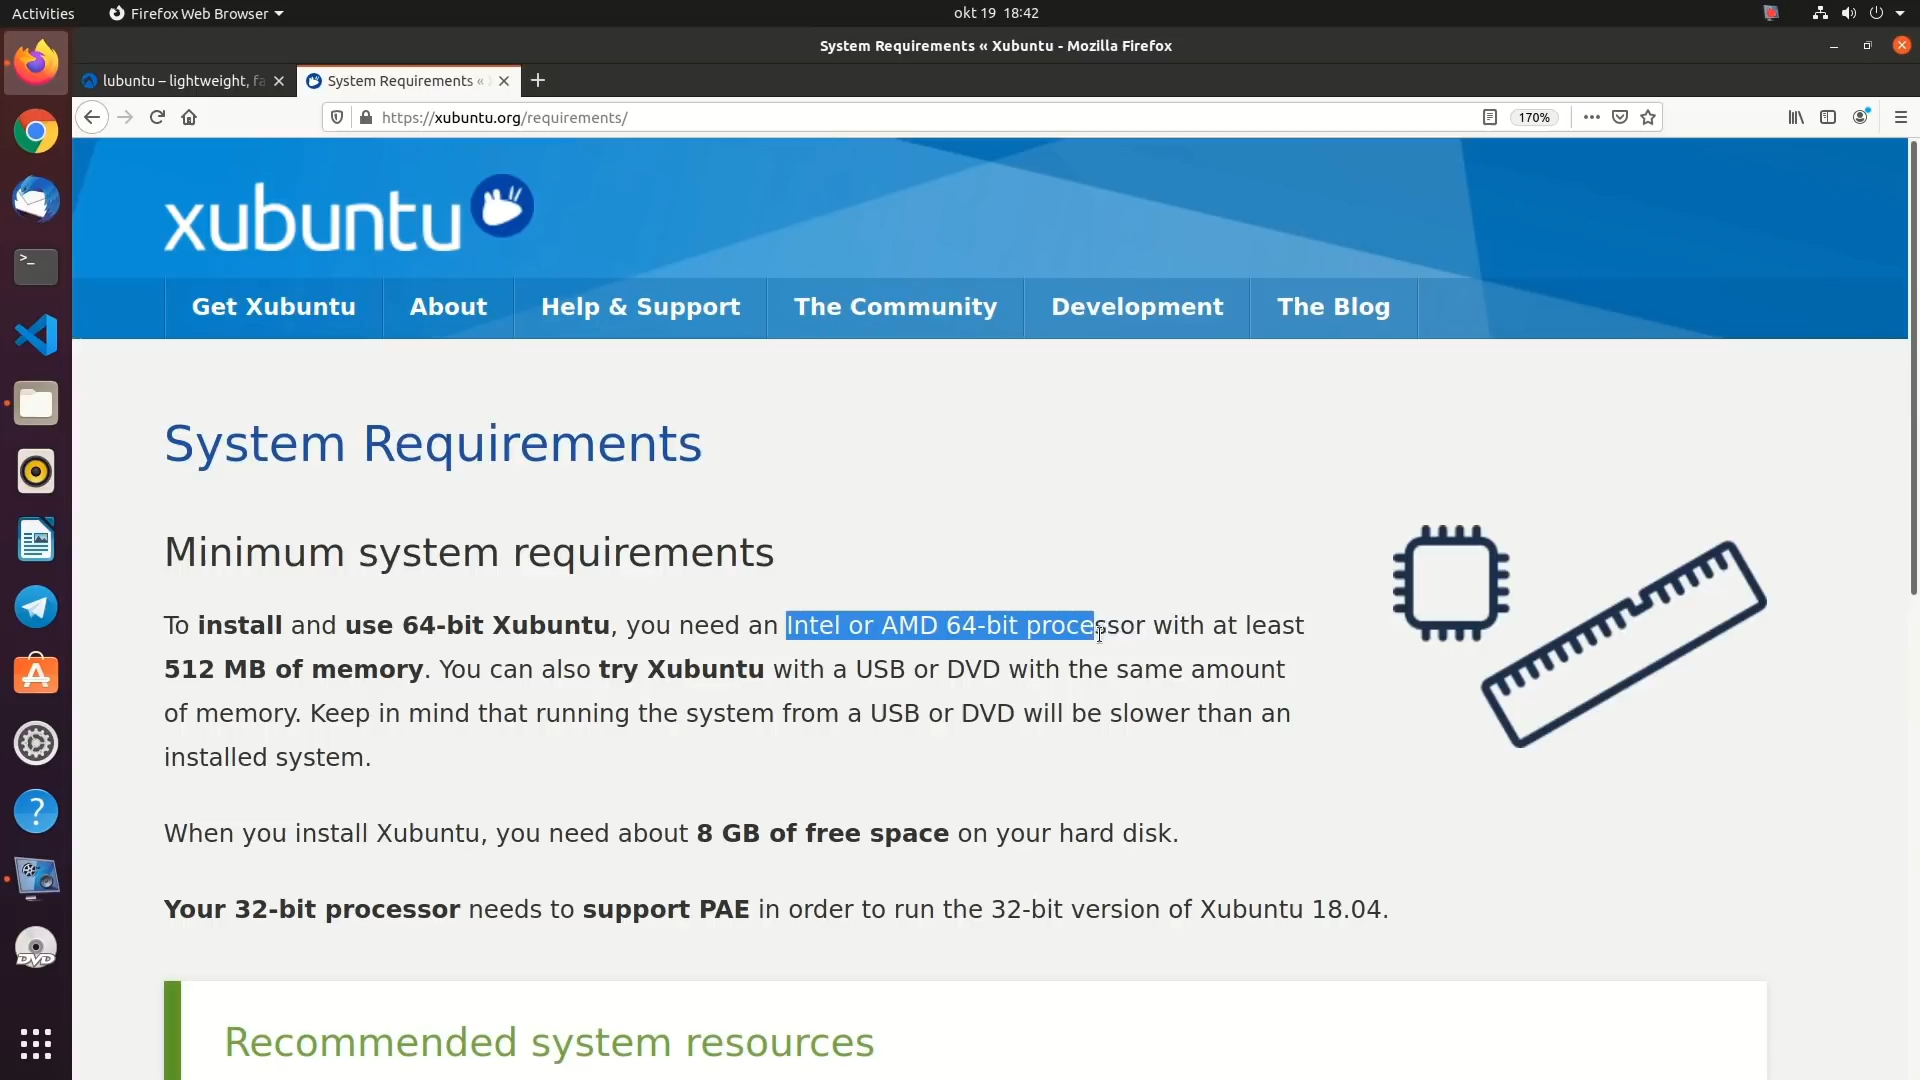 Activities
Firefox Web Browser
okt 19 18:42
System Requirements « Xubuntu - Mozilla Firefox
lubuntu – lightweight, fa
System Requirements «
https://xubuntu.org/requirements/
170%
xubuntu
Get Xubuntu
About
Help & Support
The Community
Development
The Blog
System Requirements
Minimum system requirements
To install and use 64-bit Xubuntu, you need an Intel or AMD 64-bit processor with at least
512 MB of memory. You can also try Xubuntu with a USB or DVD with the same amount
of memory. Keep in mind that running the system from a USB or DVD will be slower than an
installed system.
When you install Xubuntu, you need about 8 GB of free space on your hard disk.
Your 32-bit processor needs to support PAE in order to run the 32-bit version of Xubuntu 18.04.
DVD
Recommended system resources